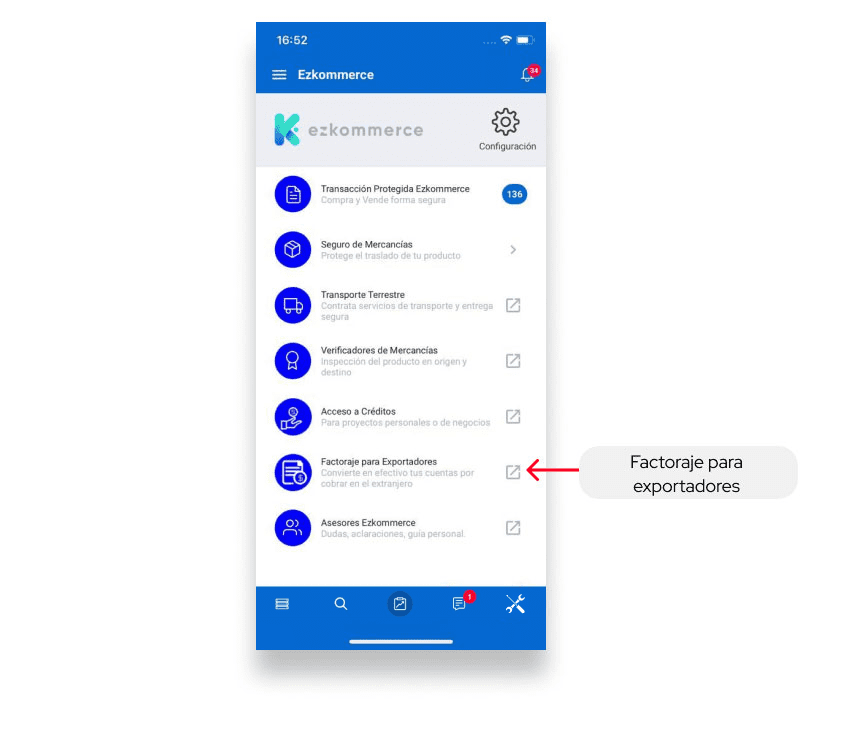 16:52
Ezkommerce
34
ezkommerce
Configuración
Transacción Protegida Ezkommerce
Compra y Vende forma segura
136
Seguro de Mercancías
Protege el traslado de tu producto
Transporte Terrestre
Contrata servicios de transporte y entrega
segura
Verificadores de Mercancías
Inspección del producto en origen y
destino
Acceso a Créditos
Para proyectos personales o de negocios
Factoraje para Exportadores
Convierte en efectivo tus cuentas por
cobrar en el extranjero
Factoraje para
exportadores
Asesores Ezkommerce
Dudas, aclaraciones, guia personal.
1